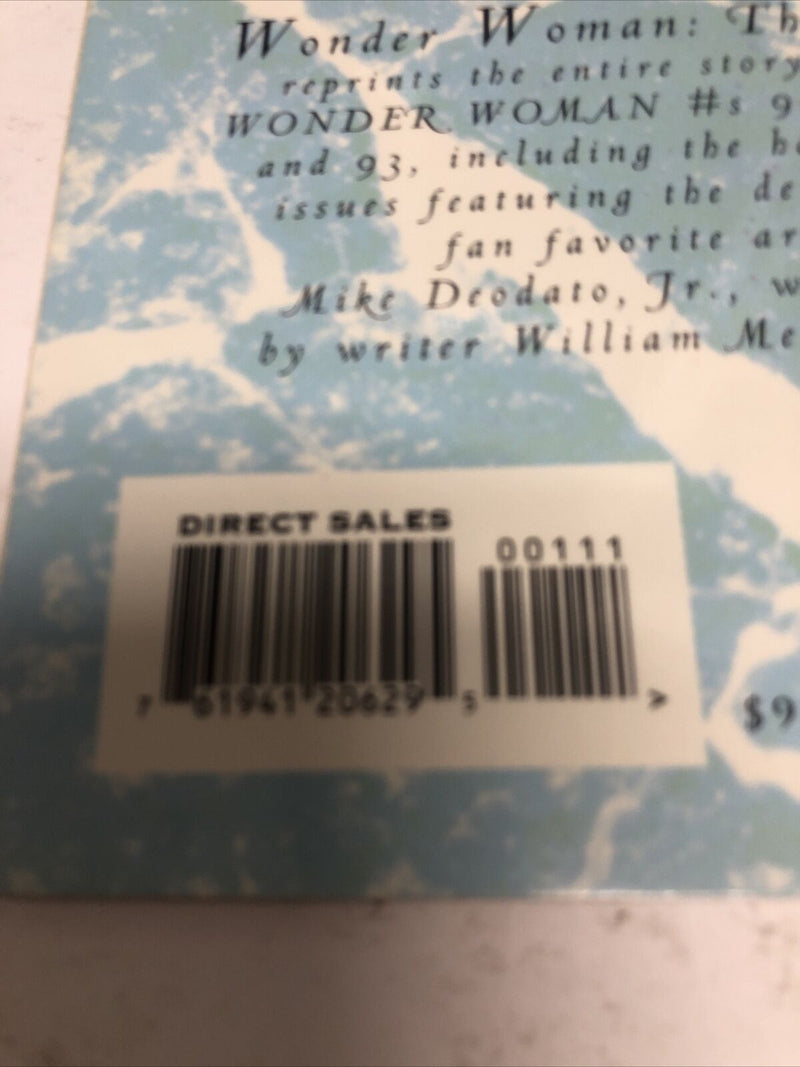 Wonder Woman: Th
reprints the entire story
WONDER WOMAN #s 9
and 93, including the
issues featuring the de
fan favorite ar
Mike Deodato, Jr., w
by writer William Me
DIRECT SALES
00111
7 61941 20629 5 >
$9